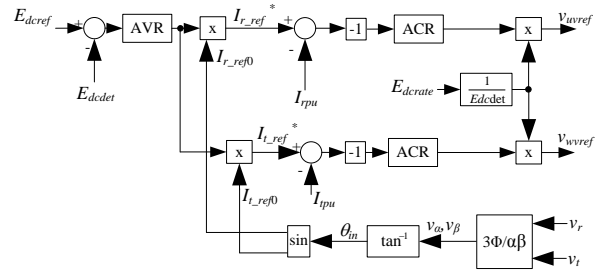 E_dcref + - AVR x I_r_ref * + - -1 ACR x v_uvref
I_r_ref0
E_dcdet I_rpu E_dcrate 1/Edcdet
x I_t_ref * + - -1 ACR x v_wvref
I_t_ref0 I_tpu
sin θ_in tan⁻¹ v_α,v_β 3Φ/αβ v_r
v_t